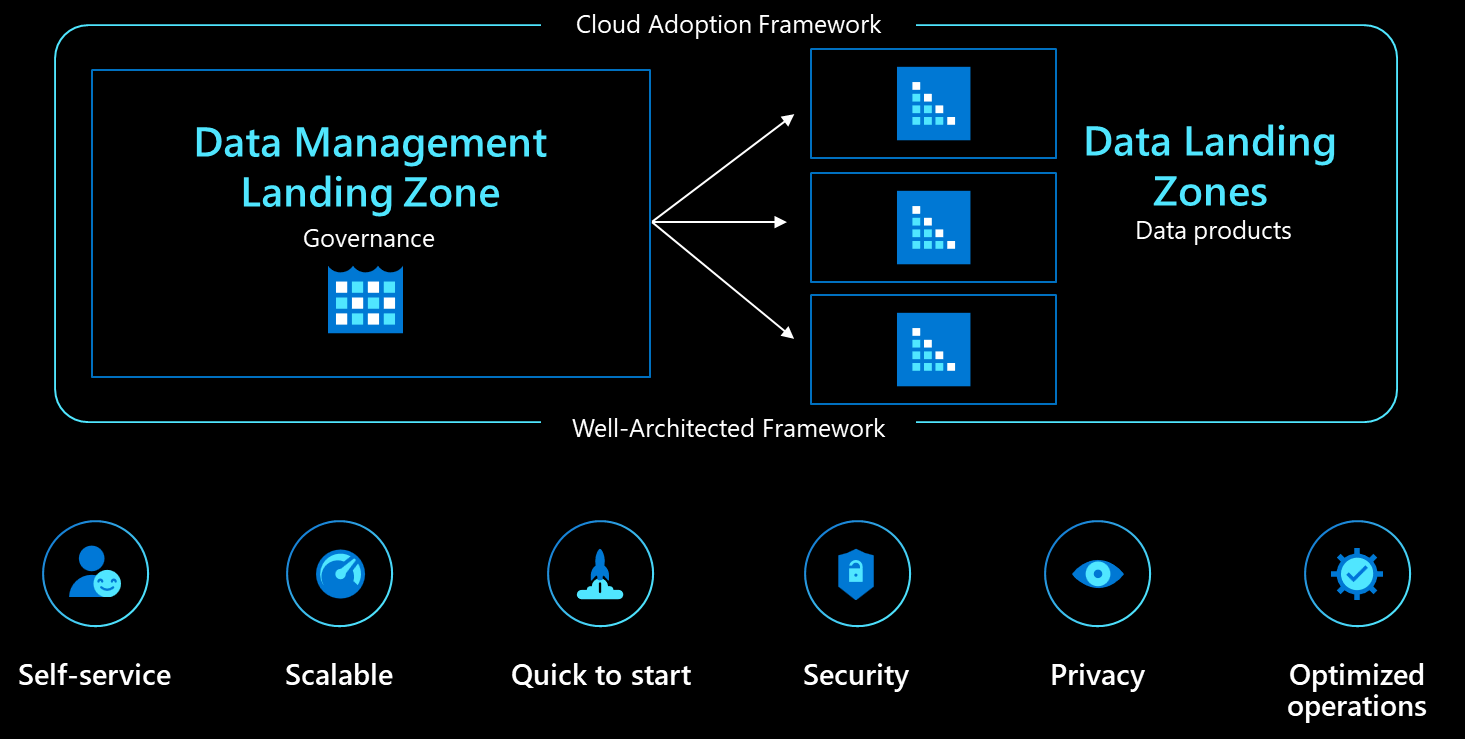 Cloud Adoption Framework
Data Management
Landing Zone
Governance
Data Landing
Zones
Data products
Well-Architected Framework
Self-service
Scalable
Quick to start
Security
Privacy
Optimized
operations